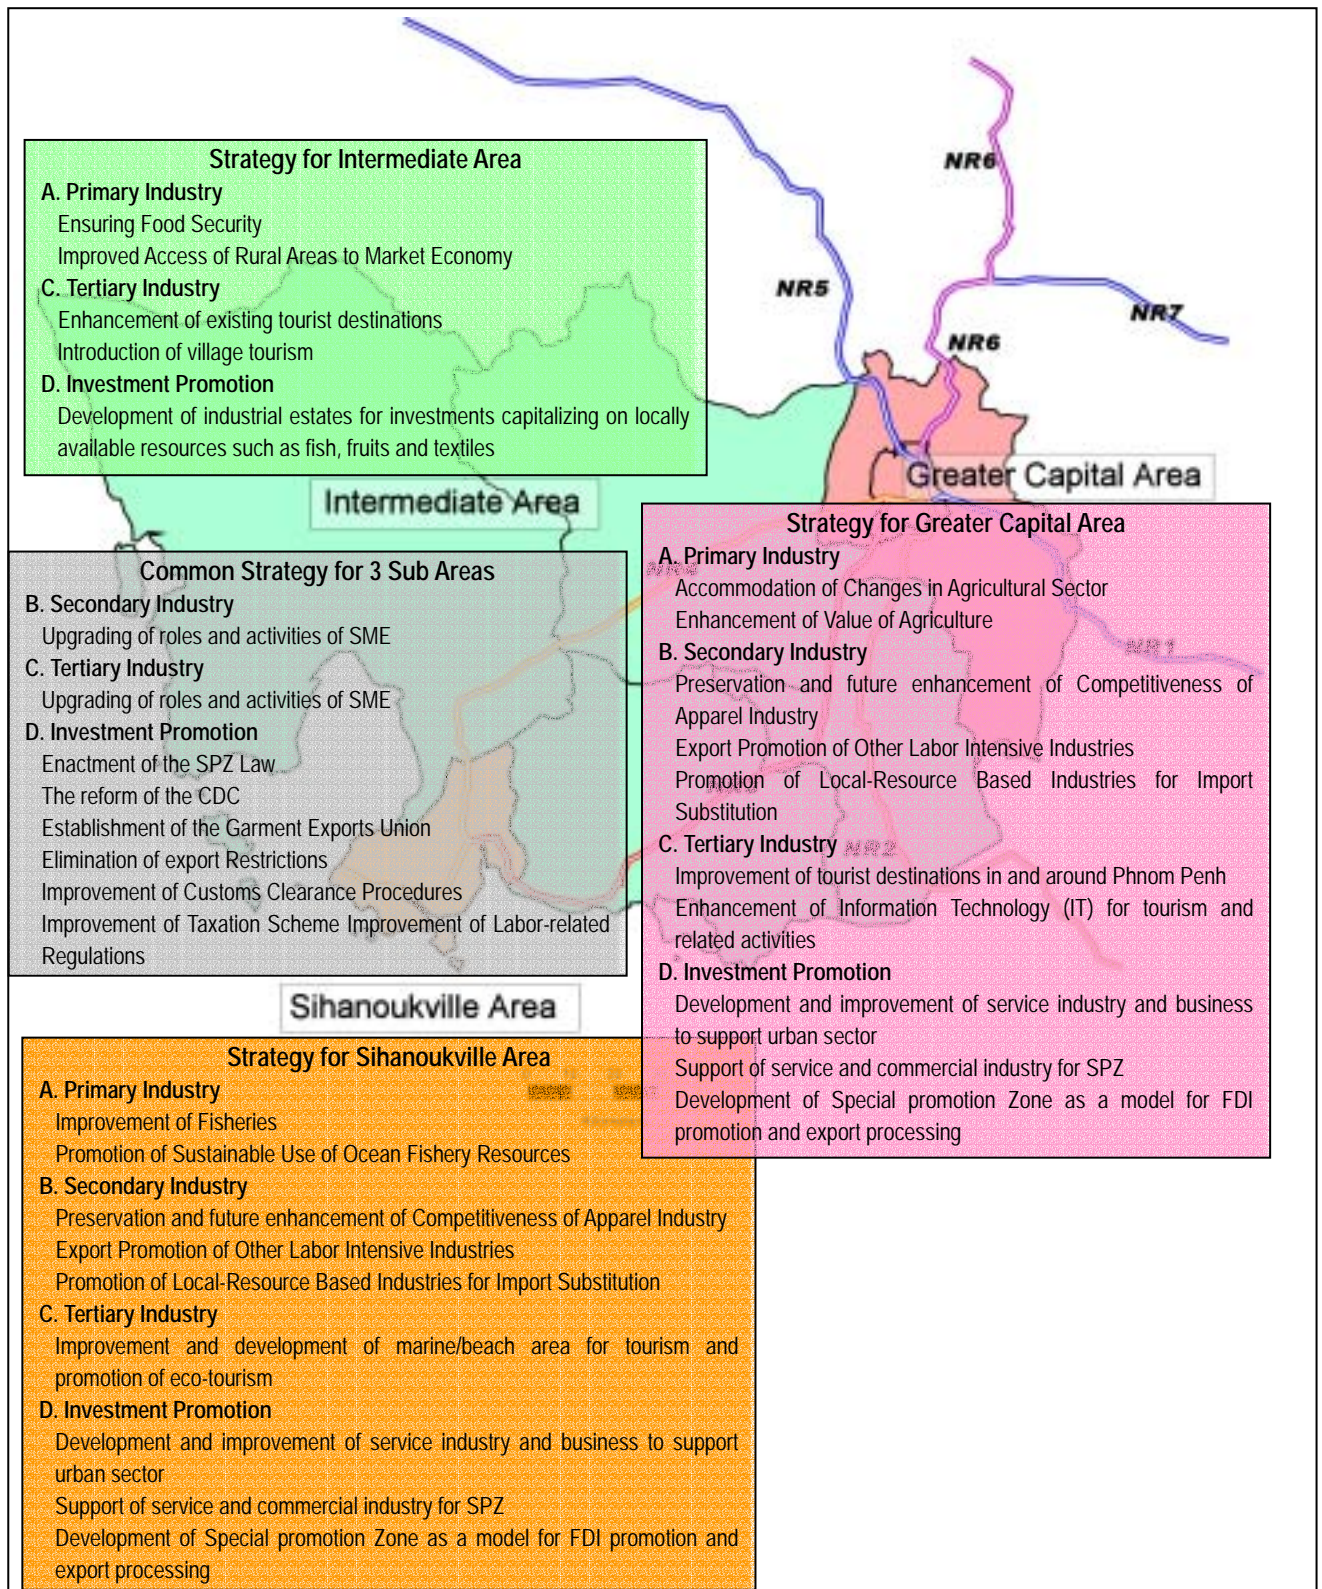 NR6
NR5
NR7
NR6
Strategy for Intermediate Area
A. Primary Industry
Ensuring Food Security
Improved Access of Rural Areas to Market Economy
C. Tertiary Industry
Enhancement of existing tourist destinations
Introduction of village tourism
D. Investment Promotion
Development of industrial estates for investments capitalizing on locally
available resources such as fish, fruits and textiles
Intermediate Area
Greater Capital Area
Common Strategy for 3 Sub Areas
B. Secondary Industry
Upgrading of roles and activities of SME
C. Tertiary Industry
Upgrading of roles and activities of SME
D. Investment Promotion
Enactment of the SPZ Law
The reform of the CDC
Establishment of the Garment Exports Union
Elimination of export Restrictions
Improvement of Customs Clearance Procedures
Improvement of Taxation Scheme Improvement of Labor-related
Regulations
Strategy for Greater Capital Area
A. Primary Industry
Accommodation of Changes in Agricultural Sector
Enhancement of Value of Agriculture
B. Secondary Industry
Preservation and future enhancement of Competitiveness of
Apparel Industry
Export Promotion of Other Labor Intensive Industries
Promotion of Local-Resource Based Industries for Import
Substitution
C. Tertiary Industry
Improvement of tourist destinations in and around Phnom Penh
Enhancement of Information Technology (IT) for tourism and
related activities
D. Investment Promotion
Development and improvement of service industry and business
to support urban sector
Support of service and commercial industry for SPZ
Development of Special promotion Zone as a model for FDI
promotion and export processing
NR1
NR2
Sihanoukville Area
Strategy for Sihanoukville Area
A. Primary Industry
Improvement of Fisheries
Promotion of Sustainable Use of Ocean Fishery Resources
B. Secondary Industry
Preservation and future enhancement of Competitiveness of Apparel Industry
Export Promotion of Other Labor Intensive Industries
Promotion of Local-Resource Based Industries for Import Substitution
C. Tertiary Industry
Improvement and development of marine/beach area for tourism and
promotion of eco-tourism
D. Investment Promotion
Development and improvement of service industry and business to support
urban sector
Support of service and commercial industry for SPZ
Development of Special promotion Zone as a model for FDI promotion and
export processing